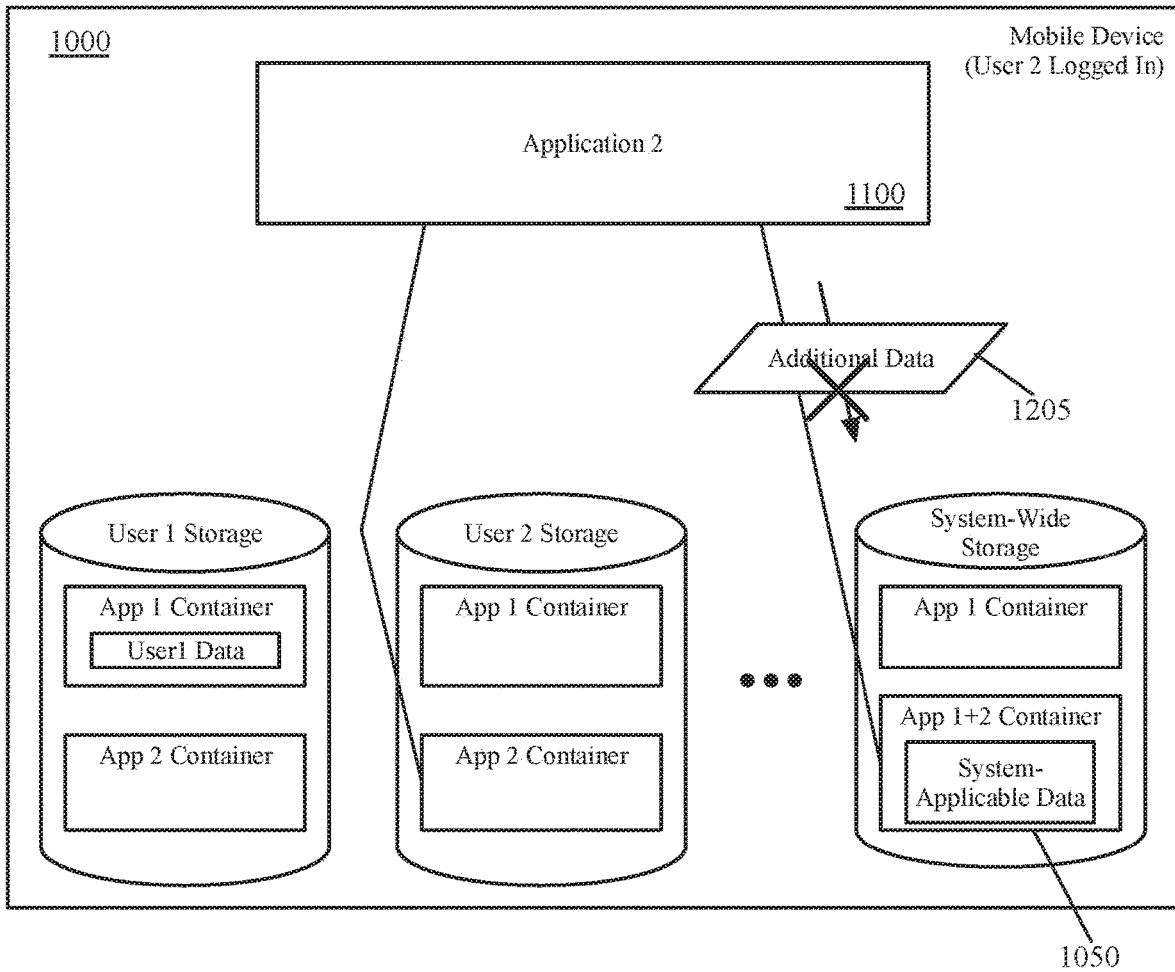 1000
Mobile Device
(User 2 Logged In)
Application 2
1100
Additional Data
1205
User 1 Storage
App 1 Container
User1 Data
App 2 Container
User 2 Storage
App 1 Container
App 2 Container
System-Wide
Storage
App 1 Container
App 1+2 Container
System-
Applicable Data
1050